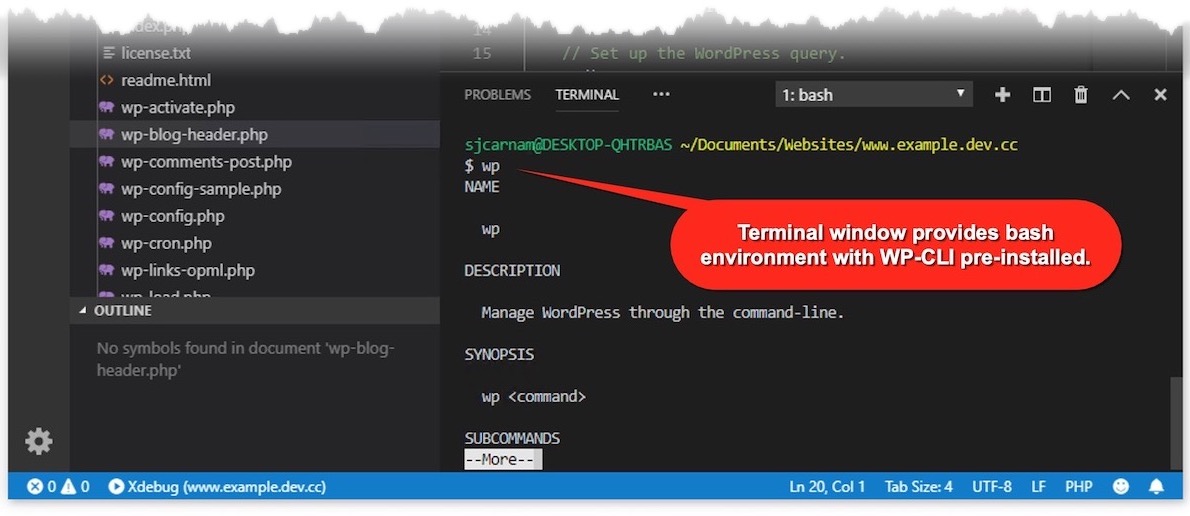 index.php
license.txt
readme.html
wp-activate.php
wp-blog-header.php
wp-comments-post.php
wp-config-sample.php
wp-config.php
wp-cron.php
wp-links-opml.php
wp-load.php
OUTLINE
No symbols found in document 'wp-blog-
header.php'
14
15 // Set up the WordPress query.
PROBLEMS TERMINAL ••• 1: bash
sjcarnam@DESKTOP-QHTRBAS ~/Documents/Websites/www.example.dev.cc
$ wp
NAME
wp
DESCRIPTION
Manage WordPress through the command-line.
SYNOPSIS
wp <command>
SUBCOMMANDS
--More--
Terminal window provides bash
environment with WP-CLI pre-installed.
0 0 Xdebug (www.example.dev.cc) Ln 20, Col 1 Tab Size: 4 UTF-8 LF PHP